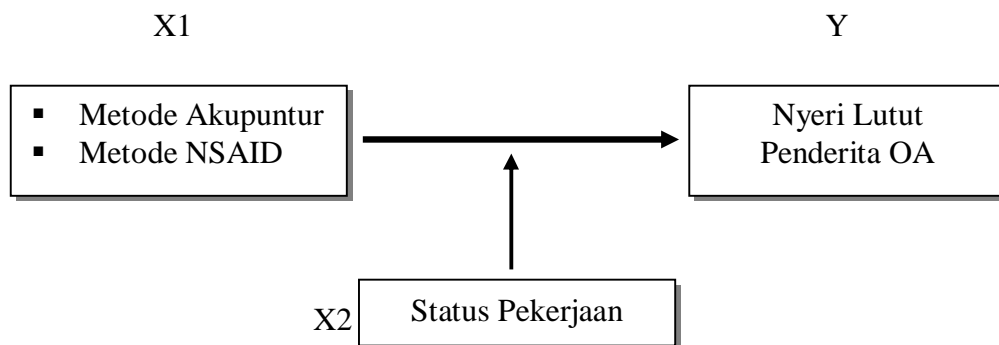 X1
Y
▪ Metode Akupuntur
▪ Metode NSAID
Nyeri Lutut
Penderita OA
X2
Status Pekerjaan